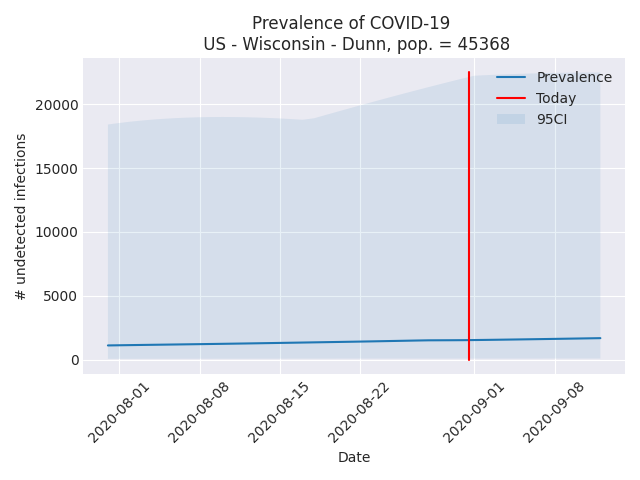 Prevalence of COVID-19
US - Wisconsin - Dunn, pop. = 45368
Prevalence
Today
95CI
# undetected infections
20000
15000
10000
5000
0
2020-08-01
2020-08-08
2020-08-15
2020-08-22
2020-09-01
2020-09-08
Date